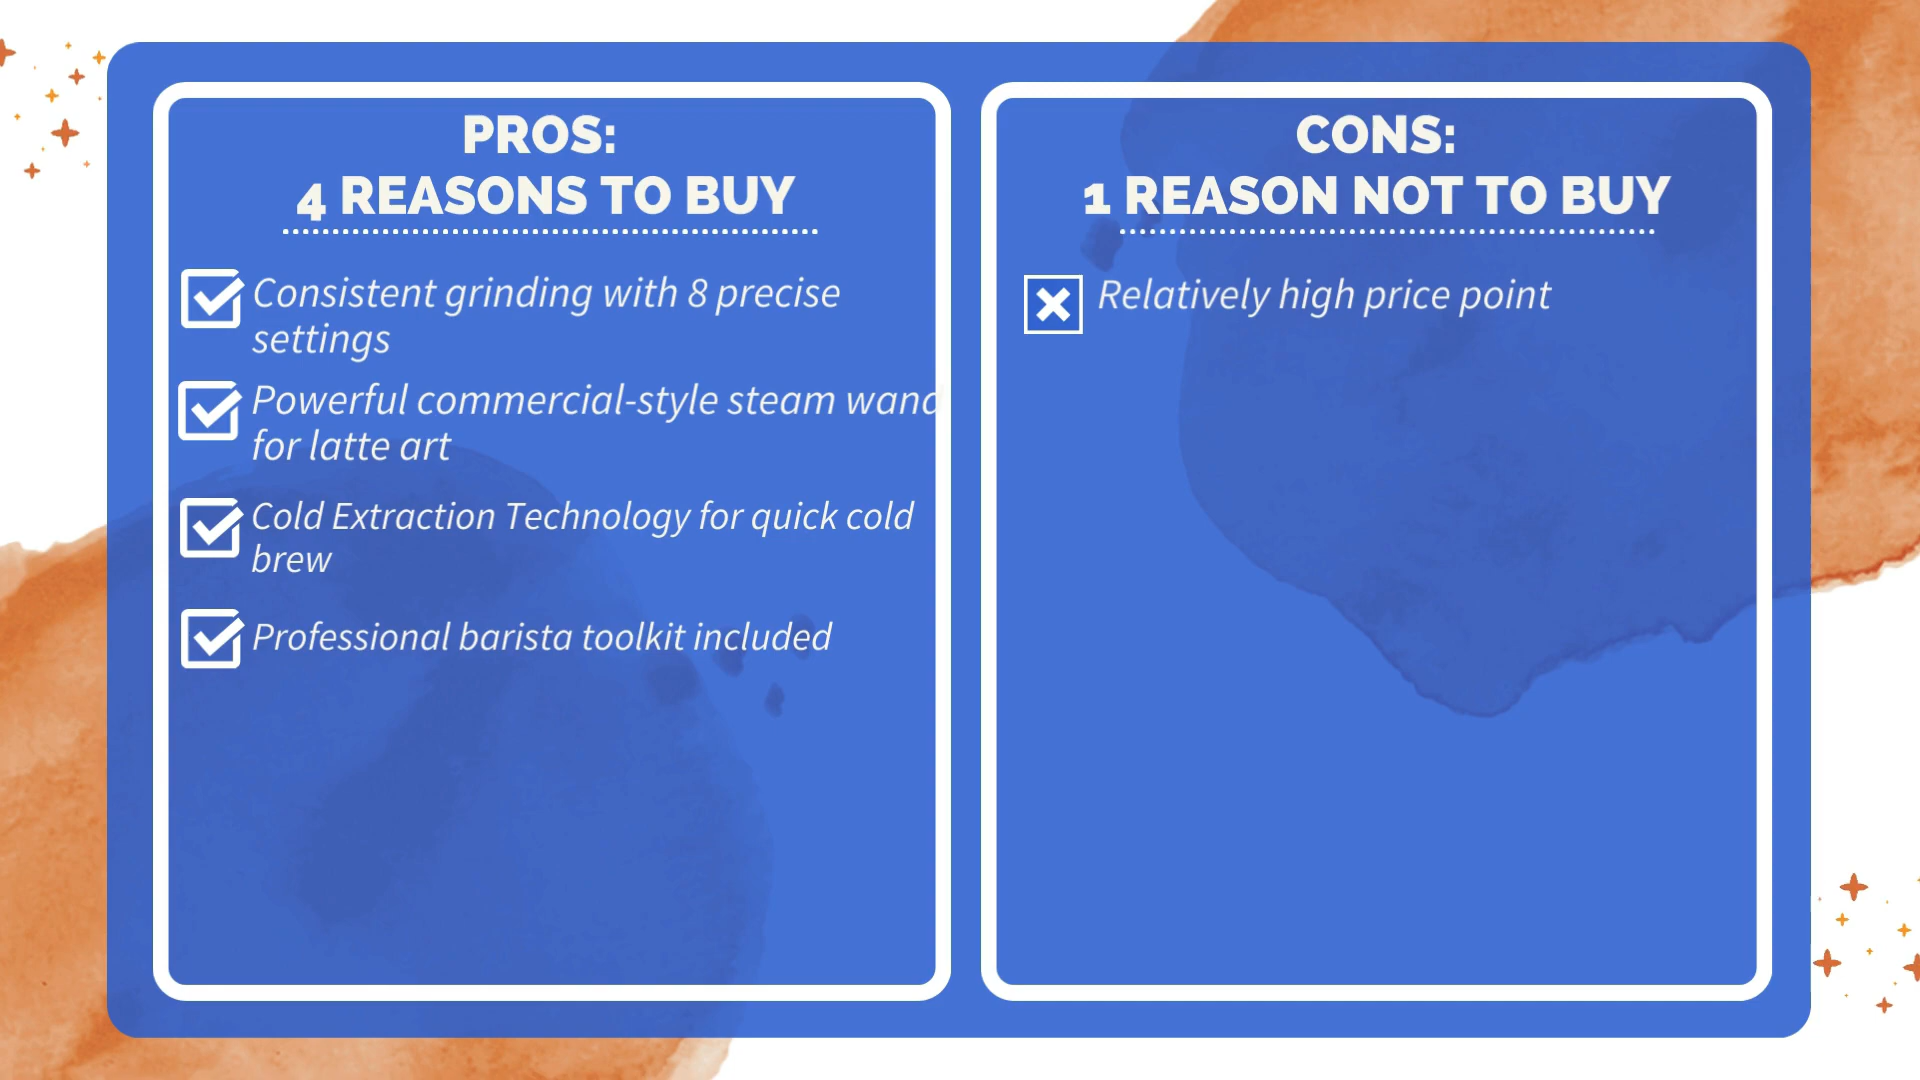 PROS:
4 REASONS TO BUY
Consistent grinding with 8 precise
settings
Powerful commercial-style steam wand
for latte art
Cold Extraction Technology for quick cold
brew
Professional barista toolkit included
CONS:
1 REASON NOT TO BUY
Relatively high price point